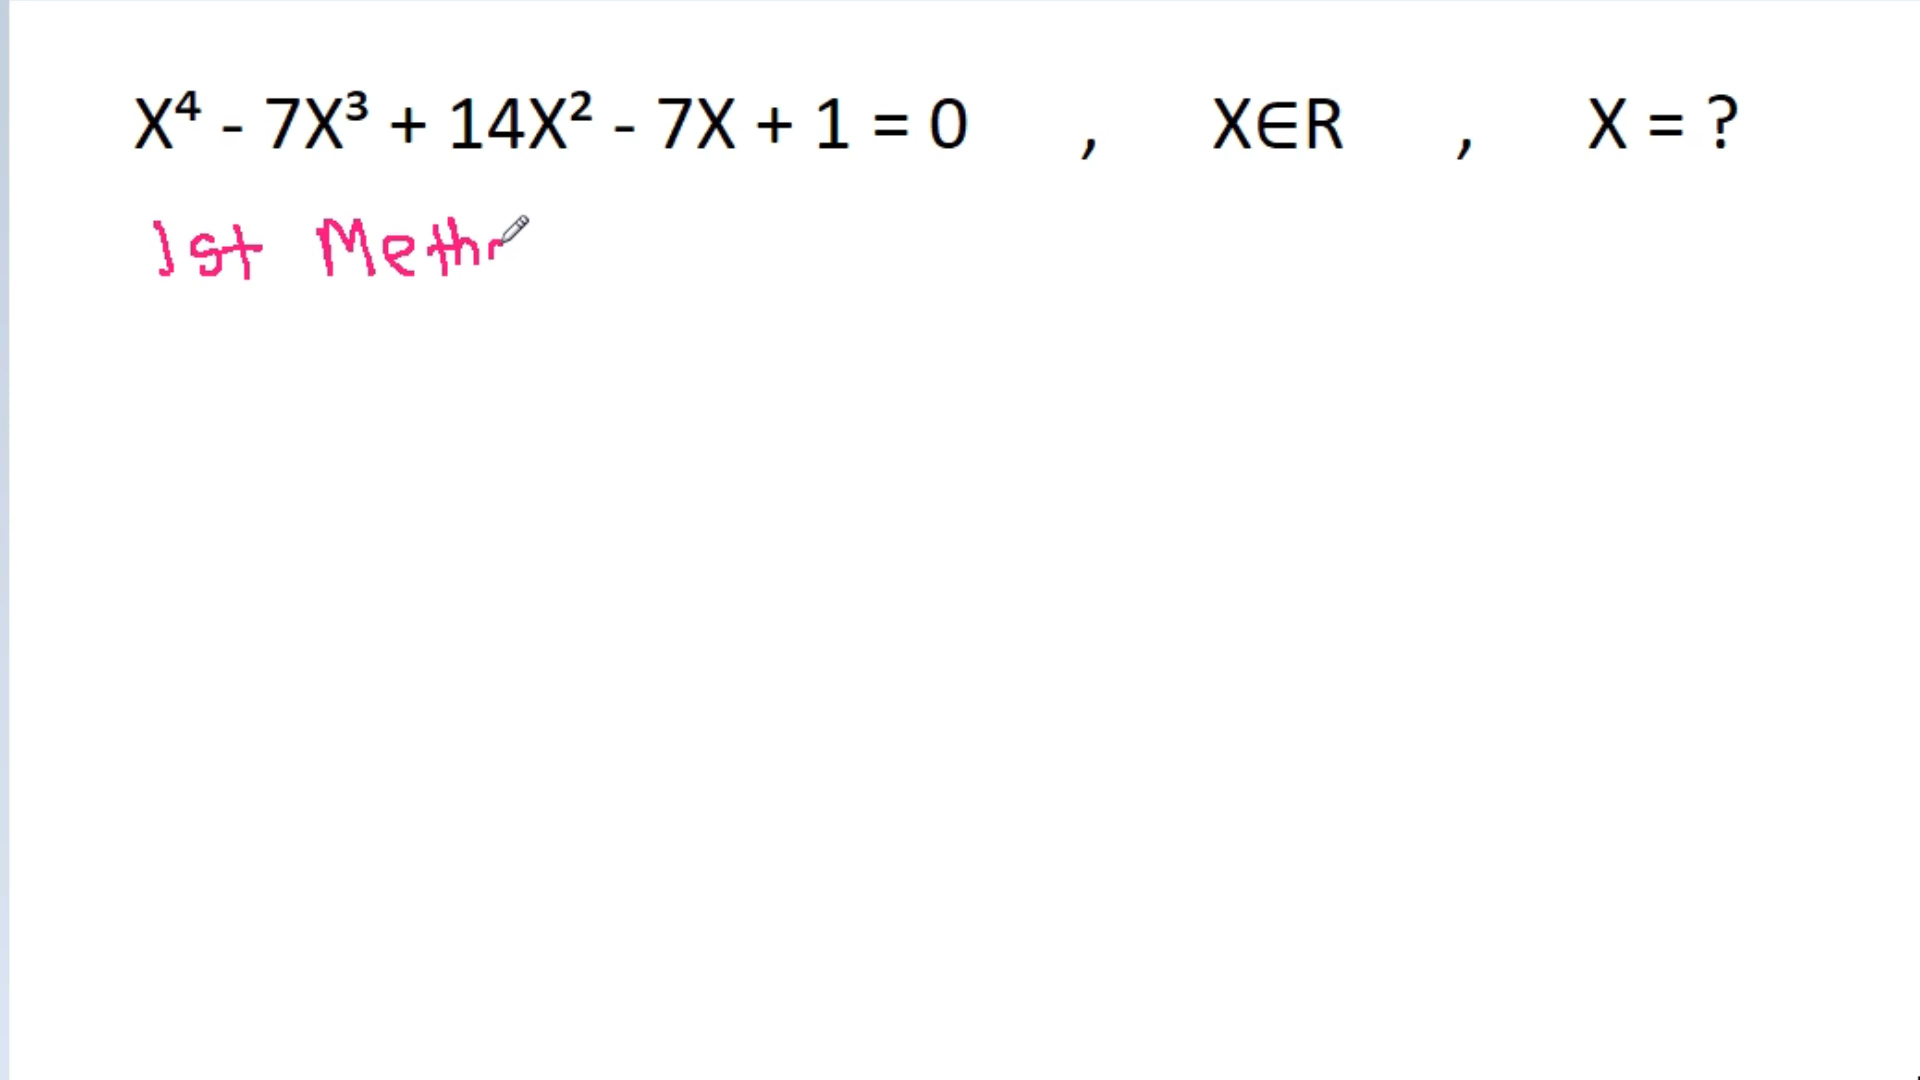 X⁴ - 7X³ + 14X² - 7X + 1 = 0 , X∈R , X = ?
1st Meth